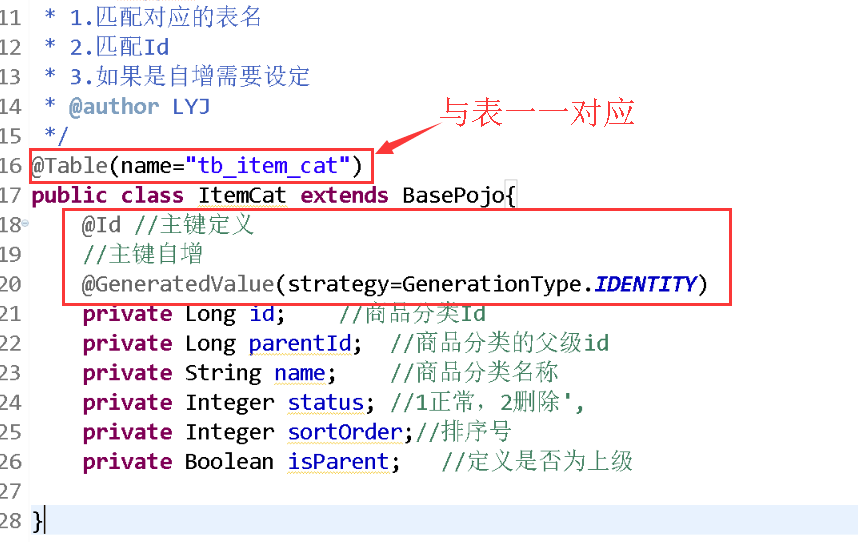 11 * 1.匹配对应的表名
12 * 2.匹配Id
13 * 3.如果是自增需要设定
14 * @author LYJ
与表一一对应
15 */
16 @Table(name="tb_item_cat")
17 public class ItemCat extends BasePojo{
18 @Id //主键定义
19 //主键自增
20 @GeneratedValue(strategy=GenerationType.IDENTITY)
21 private Long id; //商品分类Id
22 private Long parentId; //商品分类的父级id
23 private String name; //商品分类名称
24 private Integer status; //1正常，2删除',
25 private Integer sortOrder;//排序号
26 private Boolean isParent; //定义是否为上级
27
28 }